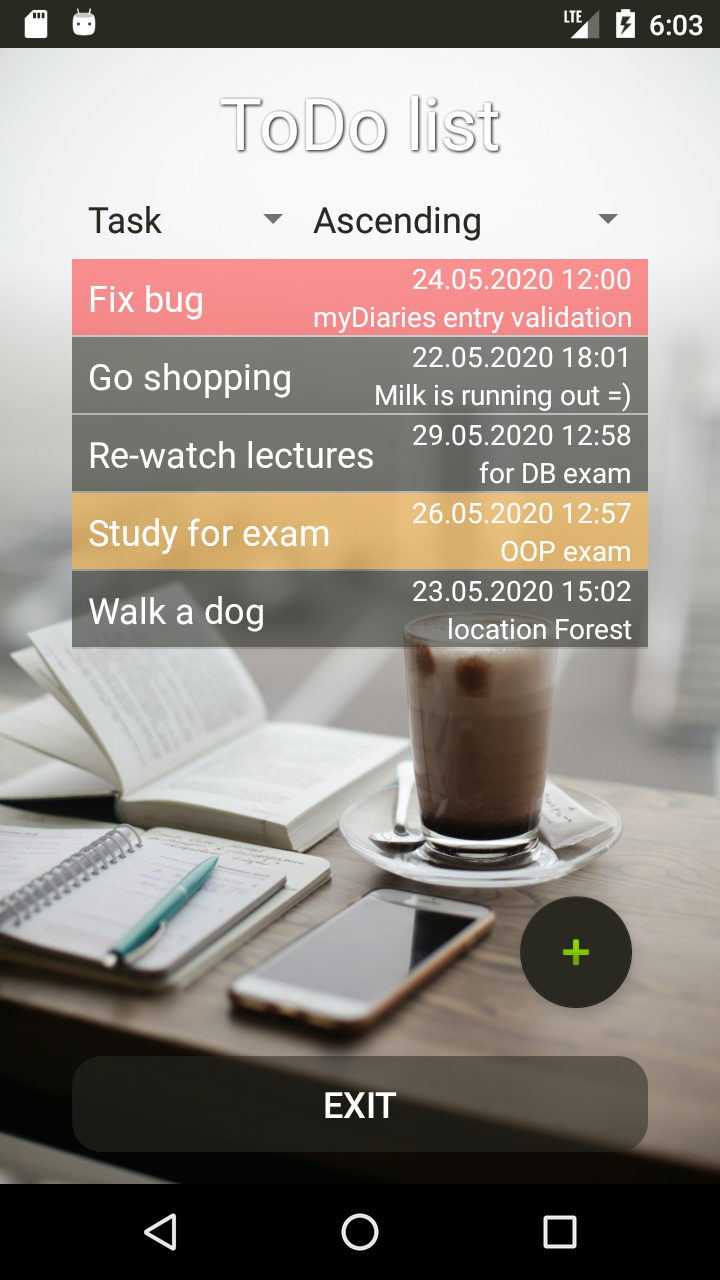 LTE 6:03
ToDo list
Task Ascending
Fix bug 24.05.2020 12:00
myDiaries entry validation
Go shopping 22.05.2020 18:01
Milk is running out =)
Re-watch lectures 29.05.2020 12:58
for DB exam
Study for exam 26.05.2020 12:57
OOP exam
Walk a dog 23.05.2020 15:02
location Forest
+
EXIT